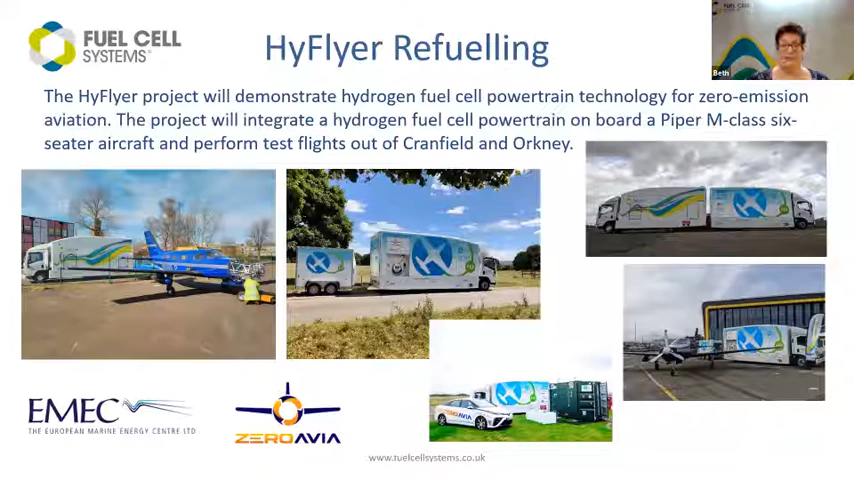 FUEL CELL
SYSTEMS
HyFlyer Refuelling
Beth
The HyFlyer project will demonstrate hydrogen fuel cell powertrain technology for zero-emission
aviation. The project will integrate a hydrogen fuel cell powertrain on board a Piper M-class six-
seater aircraft and perform test flights out of Cranfield and Orkney.
EMEC
THE EUROPEAN MARINE ENERGY CENTRE LTD
ZEROAVIA
ZEROAVIA
www.fuelcellsystems.co.uk